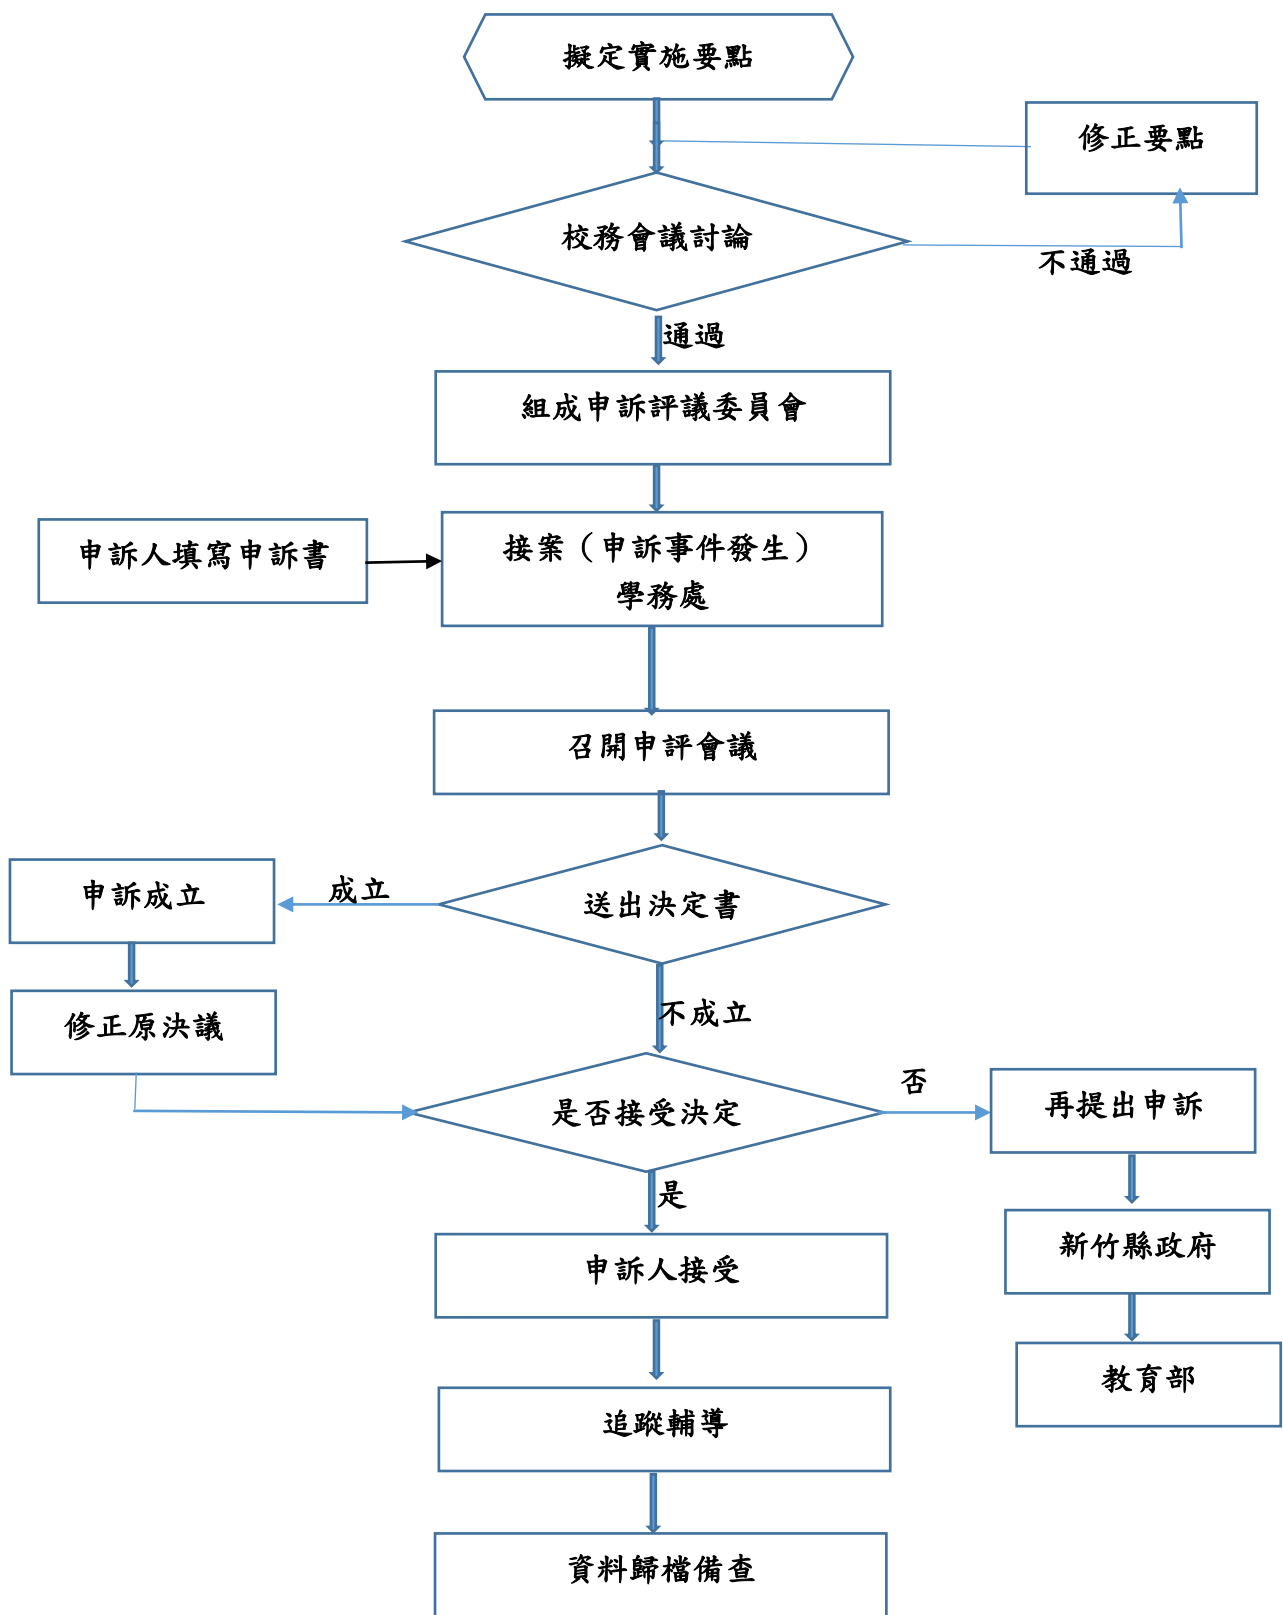 擬定實施要點
修正要點
校務會議討論
不通過
通過
組成申訴評議委員會
申訴人填寫申訴書
接案（申訴事件發生）
學務處
召開申評會議
申訴成立
成立
送出決定書
修正原決議
不成立
是否接受決定
否
再提出申訴
是
新竹縣政府
申訴人接受
教育部
追蹤輔導
資料歸檔備查